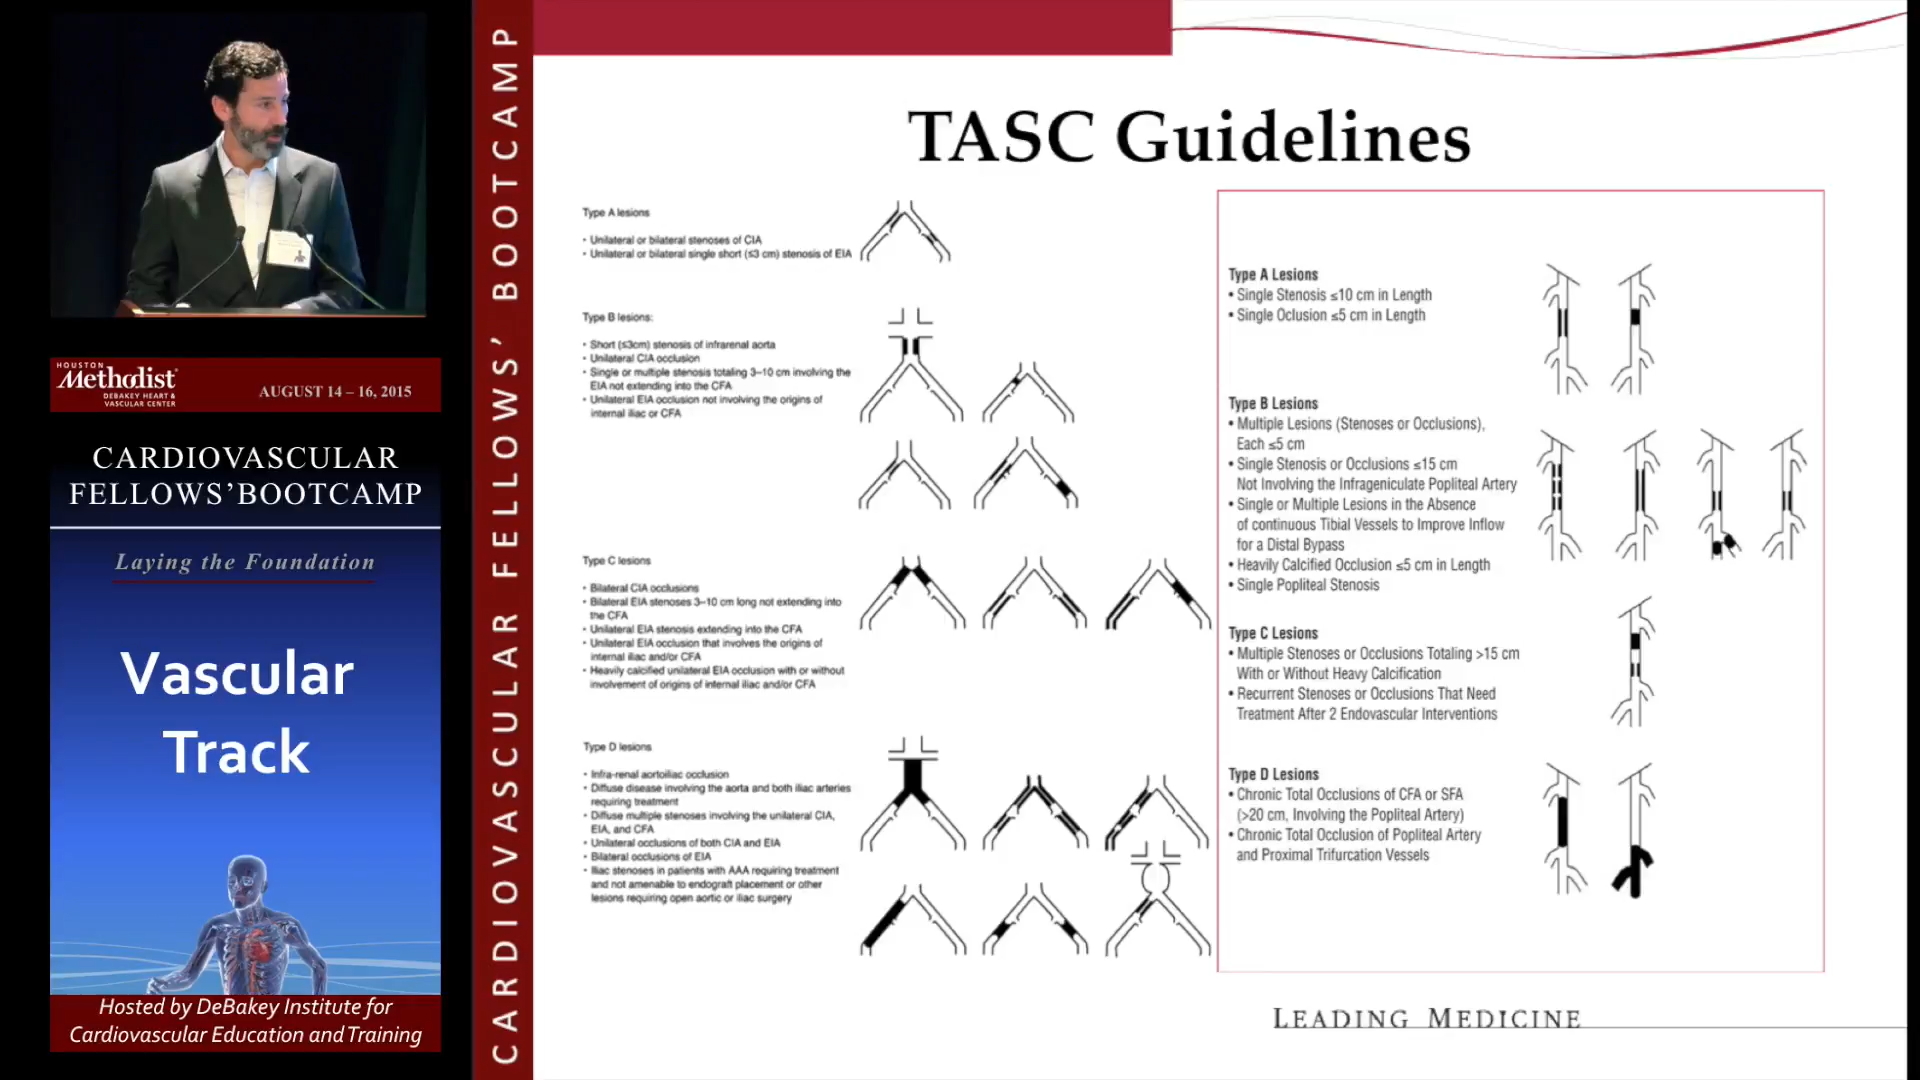 HOUSTON
Methodist
DEBAKEY HEART &
VASCULAR CENTER
AUGUST 14 – 16, 2015
CARDIOVASCULAR
FELLOWS’BOOTCAMP
Laying the Foundation
Vascular
Track
Hosted by DeBakey Institute for
Cardiovascular Education and Training
CARDIOVASCULAR FELLOWS’ BOOTCAMP
TASC Guidelines
Type A lesions
• Unilateral or bilateral stenoses of CIA
• Unilateral or bilateral single short (≤3 cm) stenosis of EIA
Type B lesions:
• Short (≤3cm) stenosis of infrarenal aorta
• Unilateral CIA occlusion
• Single or multiple stenosis totaling 3–10 cm involving the
EIA not extending into the CFA
• Unilateral EIA occlusion not involving the origins of
internal iliac or CFA
Type C lesions
• Bilateral CIA occlusions
• Bilateral EIA stenoses 3–10 cm long not extending into
the CFA
• Unilateral EIA stenosis extending into the CFA
• Unilateral EIA occlusion that involves the origins of
internal iliac and/or CFA
• Heavily calcified unilateral EIA occlusion with or without
involvement of origins of internal iliac and/or CFA
Type D lesions
• Infra-renal aortoiliac occlusion
• Diffuse disease involving the aorta and both iliac arteries
requiring treatment
• Diffuse multiple stenoses involving the unilateral CIA,
EIA, and CFA
• Unilateral occlusions of both CIA and EIA
• Bilateral occlusions of EIA
• Iliac stenoses in patients with AAA requiring treatment
and not amenable to endograft placement or other
lesions requiring open aortic or iliac surgery
Type A Lesions
• Single Stenosis ≤10 cm in Length
• Single Oclusion ≤5 cm in Length
Type B Lesions
• Multiple Lesions (Stenoses or Occlusions),
Each ≤5 cm
• Single Stenosis or Occlusions ≤15 cm
Not Involving the Infrageniculate Popliteal Artery
• Single or Multiple Lesions in the Absence
of continuous Tibial Vessels to Improve Inflow
for a Distal Bypass
• Heavily Calcified Occlusion ≤5 cm in Length
• Single Popliteal Stenosis
Type C Lesions
• Multiple Stenoses or Occlusions Totaling >15 cm
With or Without Heavy Calcification
• Recurrent Stenoses or Occlusions That Need
Treatment After 2 Endovascular Interventions
Type D Lesions
• Chronic Total Occlusions of CFA or SFA
(>20 cm, Involving the Popliteal Artery)
• Chronic Total Occlusion of Popliteal Artery
and Proximal Trifurcation Vessels
LEADING MEDICINE